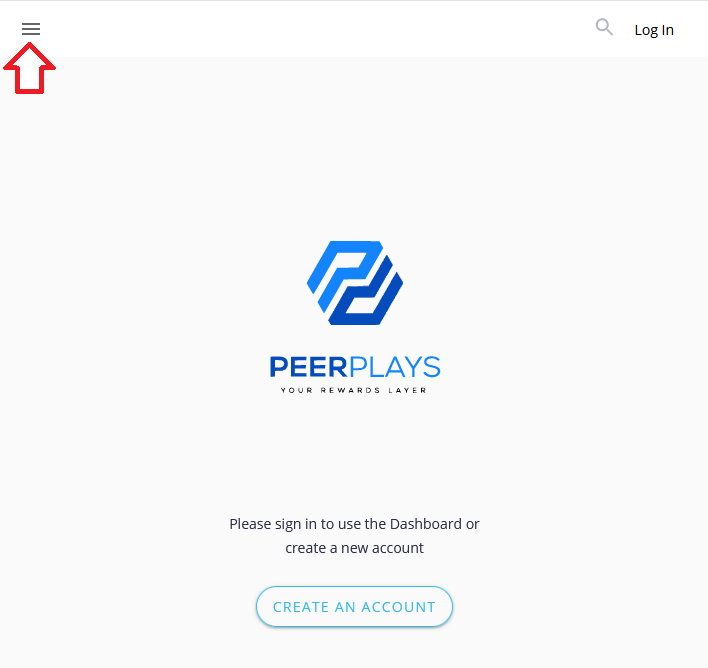 Log In
PEERPLAYS
YOUR REWARDS LAYER
Please sign in to use the Dashboard or
create a new account
CREATE AN ACCOUNT